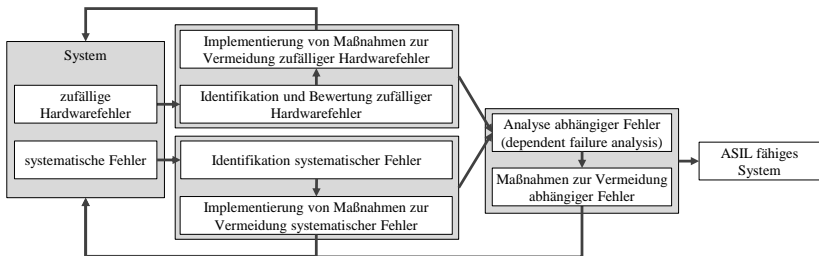 System
zufällige
Hardwarefehler
systematische Fehler
Implementierung von Maßnahmen zur
Vermeidung zufälliger Hardwarefehler
Identifikation und Bewertung zufälliger
Hardwarefehler
Identifikation systematischer Fehler
Implementierung von Maßnahmen zur
Vermeidung systematischer Fehler
Analyse abhängiger Fehler
(dependent failure analysis)
Maßnahmen zur Vermeidung
abhängiger Fehler
ASIL fähiges
System